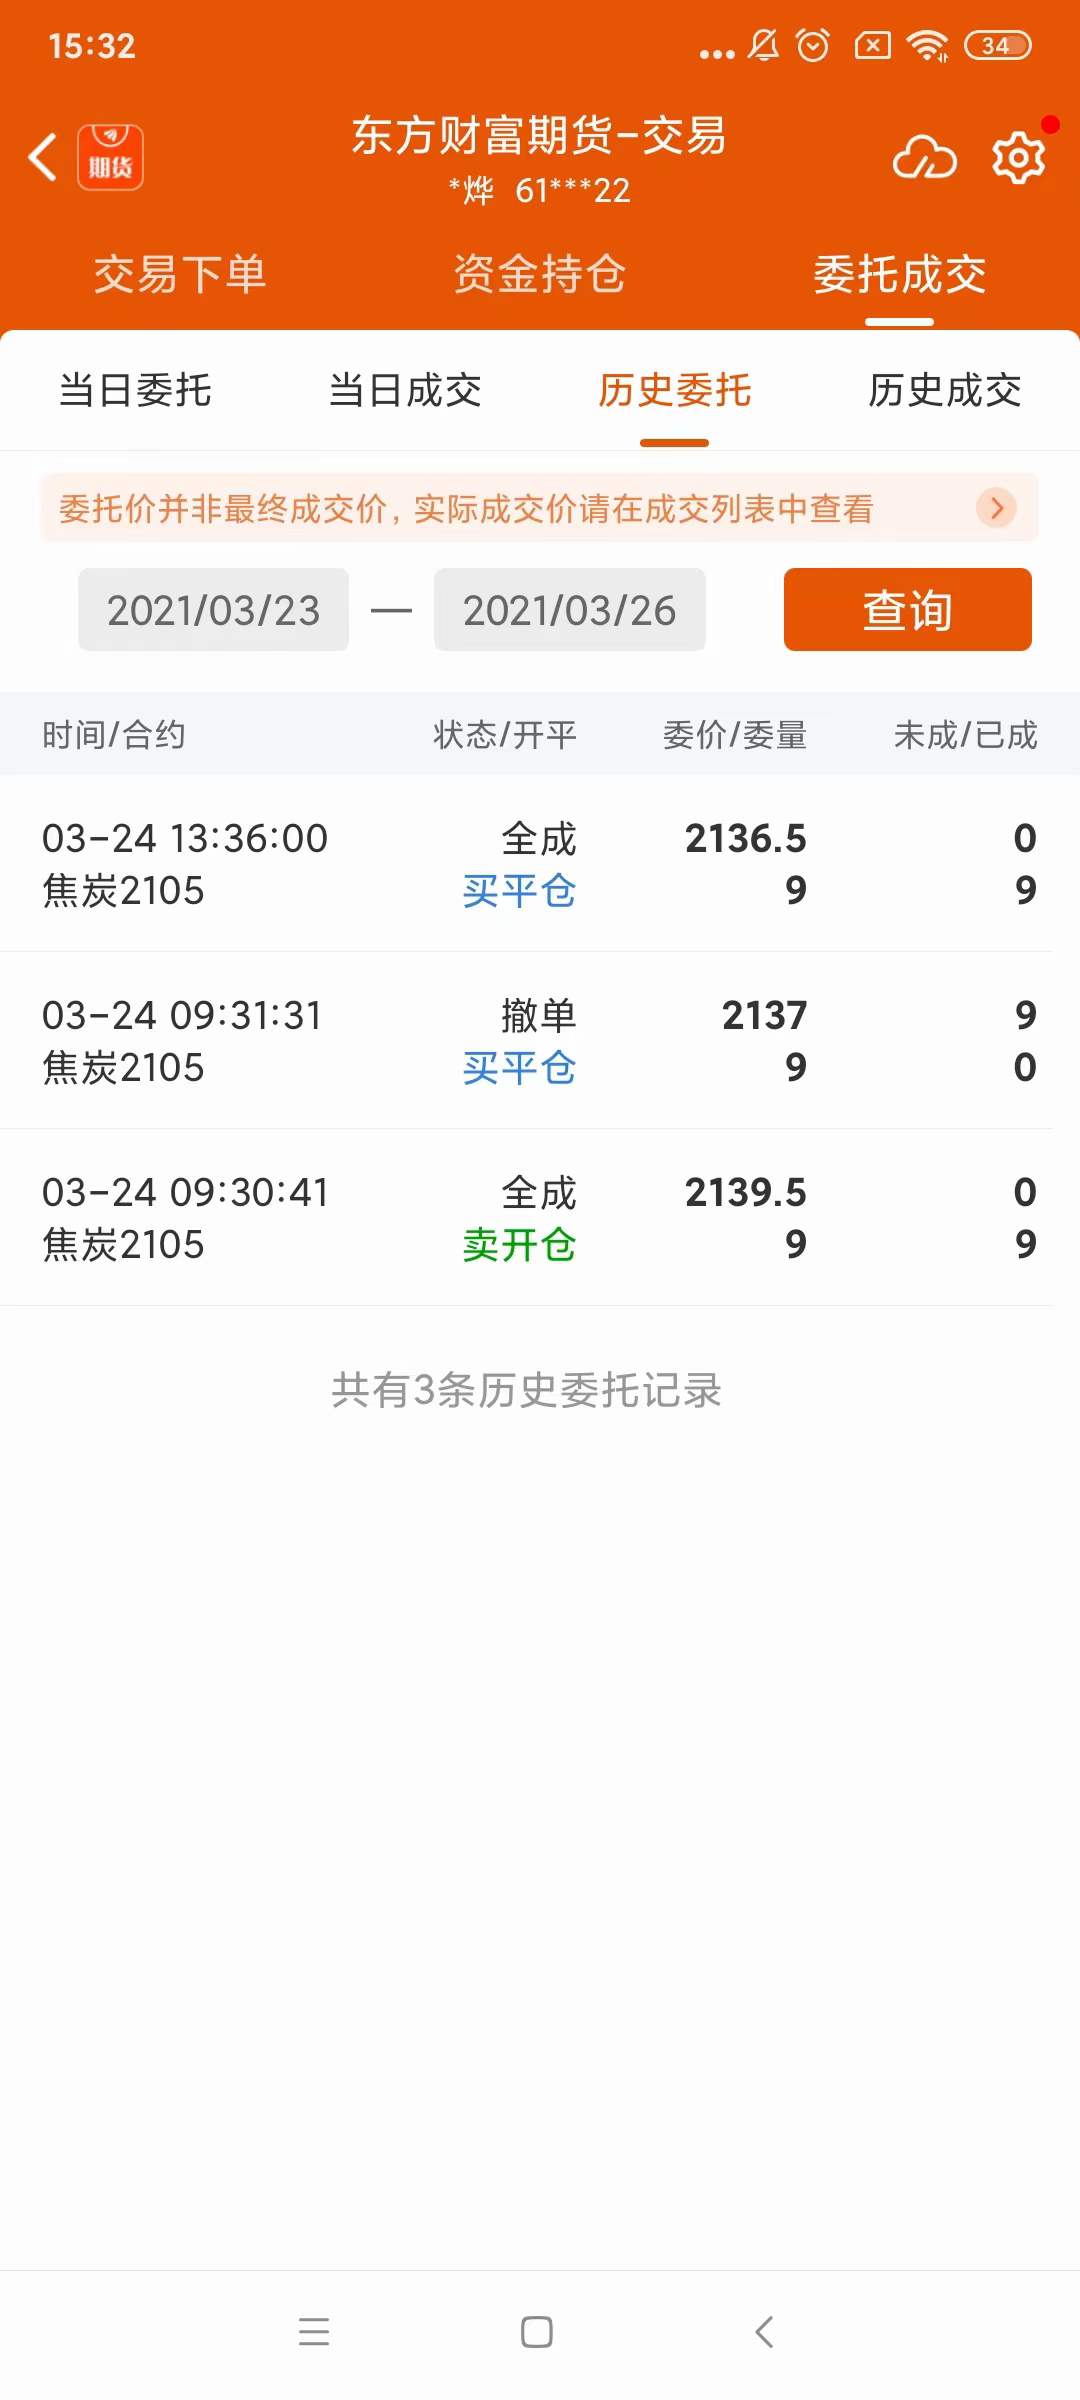 15:32
34
期货
东方财富期货-交易
*烨 61***22
交易下单 资金持仓 委托成交
当日委托 当日成交 历史委托 历史成交
委托价并非最终成交价, 实际成交价请在成交列表中查看
2021/03/23 — 2021/03/26 查询
时间/合约 状态/开平 委价/委量 未成/已成
03-24 13:36:00 全成 2136.5 0
焦炭2105 买平仓 9 9
03-24 09:31:31 撤单 2137 9
焦炭2105 买平仓 9 0
03-24 09:30:41 全成 2139.5 0
焦炭2105 卖开仓 9 9
共有3条历史委托记录